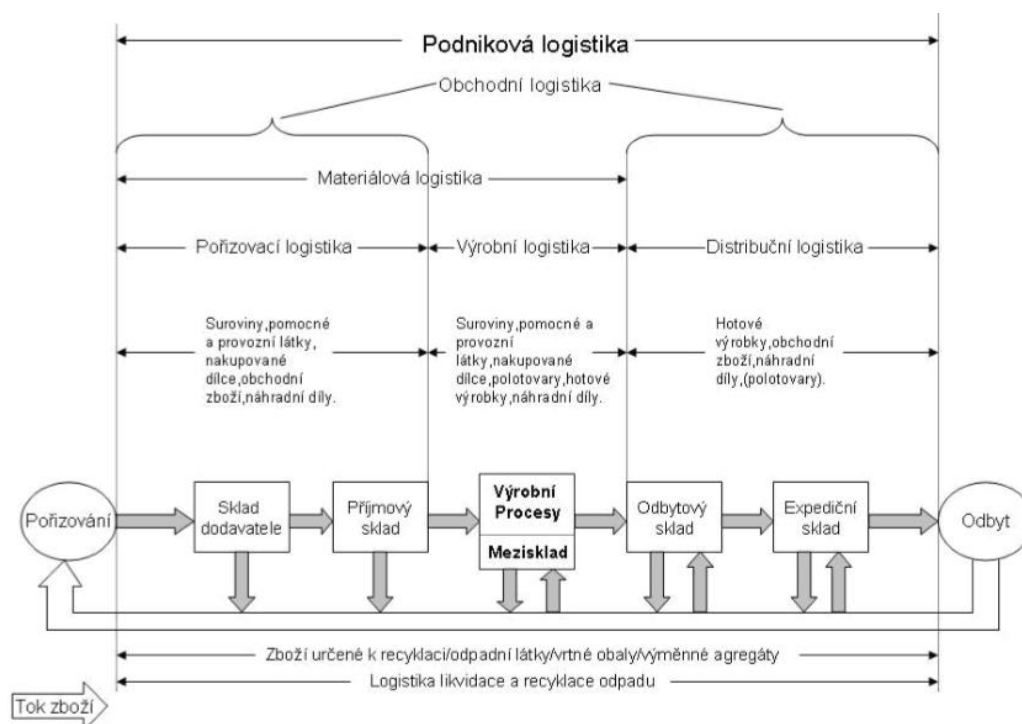 Podniková logistika
Obchodní logistika
Materiálová logistika
Pořizovací logistika
Výrobní logistika
Distribuční logistika
Suroviny,pomocné
a provozní látky,
nakupované
dílce,obchodní
zboží,náhradní díly.
Suroviny,pomocné a
provozní
látky,nakupované
dílce,polotovary,hotové
výrobky,náhradní díly.
Hotové
výrobky,obchodní
zboží,náhradní
díly,(polotovary).
Pořizování
Sklad
dodavatele
Příjmový
sklad
Výrobní
Procesy
Mezisklad
Odbytový
sklad
Expediční
sklad
Odbyt
Zboží určené k recyklaci/odpadní látky/vrtné obaly/výměnné agregáty
Logistika likvidace a recyklace odpadu
Tok zboží